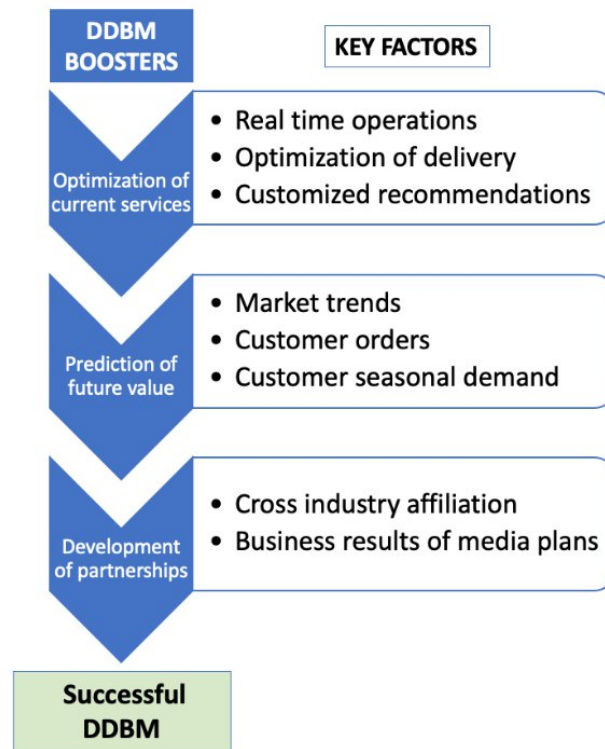 DDBM
BOOSTERS
KEY FACTORS
Optimization of
current services
• Real time operations
• Optimization of delivery
• Customized recommendations
Prediction of
future value
• Market trends
• Customer orders
• Customer seasonal demand
Development
of partnerships
• Cross industry affiliation
• Business results of media plans
Successful
DDBM